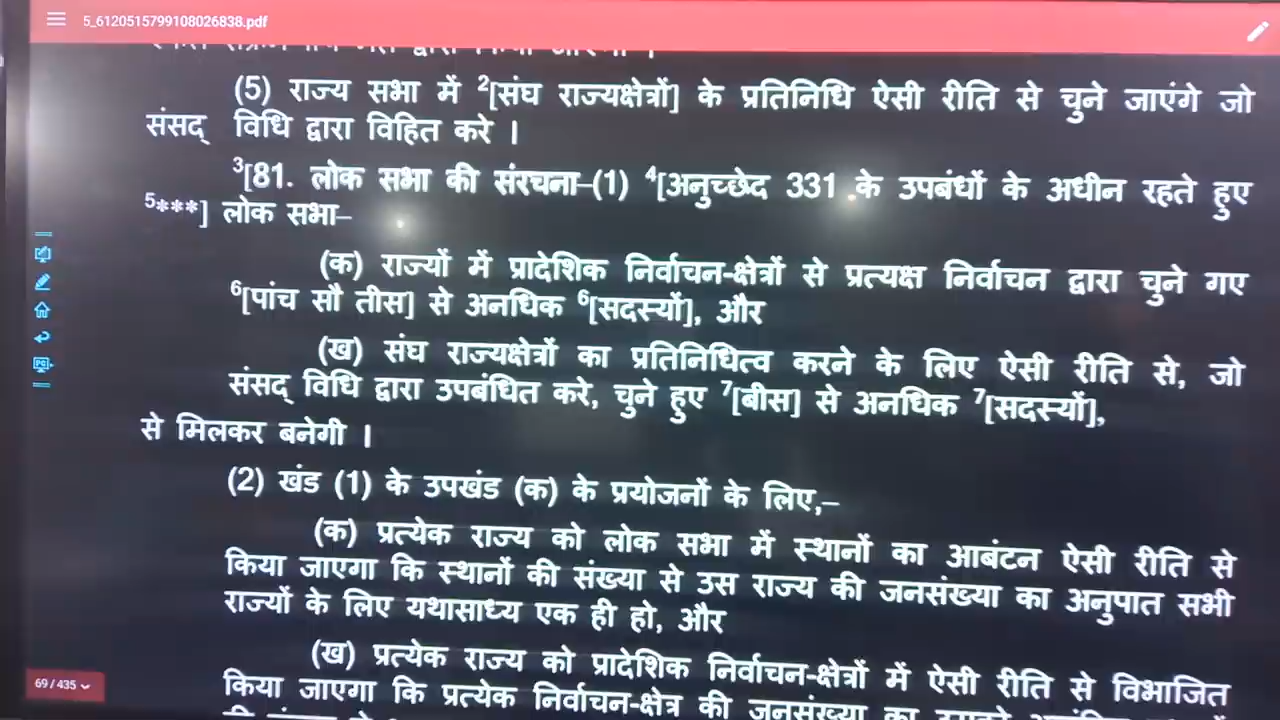 5_6120515799108026838.pdf
(5) राज्य सभा में ²[संघ राज्यक्षेत्रों] के प्रतिनिधि ऐसी रीति से चुने जाएंगे जो
संसद् विधि द्वारा विहित करे ।
³[81. लोक सभा की संरचना–(1) ⁴[अनुच्छेद 331 के उपबंधों के अधीन रहते हुए
⁵***] लोक सभा–
(क) राज्यों में प्रादेशिक निर्वाचन-क्षेत्रों से प्रत्यक्ष निर्वाचन द्वारा चुने गए
⁶[पांच सौ तीस] से अनधिक ⁶[सदस्यों], और
(ख) संघ राज्यक्षेत्रों का प्रतिनिधित्व करने के लिए ऐसी रीति से, जो
संसद् विधि द्वारा उपबंधित करे, चुने हुए ⁷[बीस] से अनधिक ⁷[सदस्यों],
से मिलकर बनेगी ।
(2) खंड (1) के उपखंड (क) के प्रयोजनों के लिए,–
(क) प्रत्येक राज्य को लोक सभा में स्थानों का आबंटन ऐसी रीति से
किया जाएगा कि स्थानों की संख्या से उस राज्य की जनसंख्या का अनुपात सभी
राज्यों के लिए यथासाध्य एक ही हो, और
(ख) प्रत्येक राज्य को प्रादेशिक निर्वाचन-क्षेत्रों में ऐसी रीति से विभाजित
किया जाएगा कि प्रत्येक निर्वाचन-क्षेत्र की जनसंख्या का
69 / 435